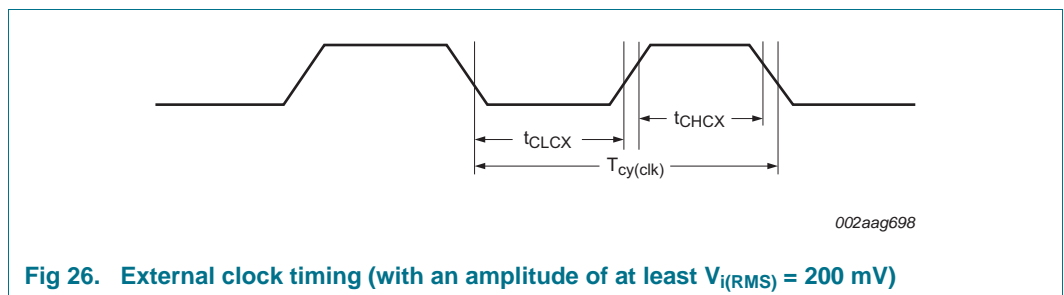 tCLCX
tCHCX
Tcy(clk)
002aag698
Fig 26. External clock timing (with an amplitude of at least Vi(RMS) = 200 mV)